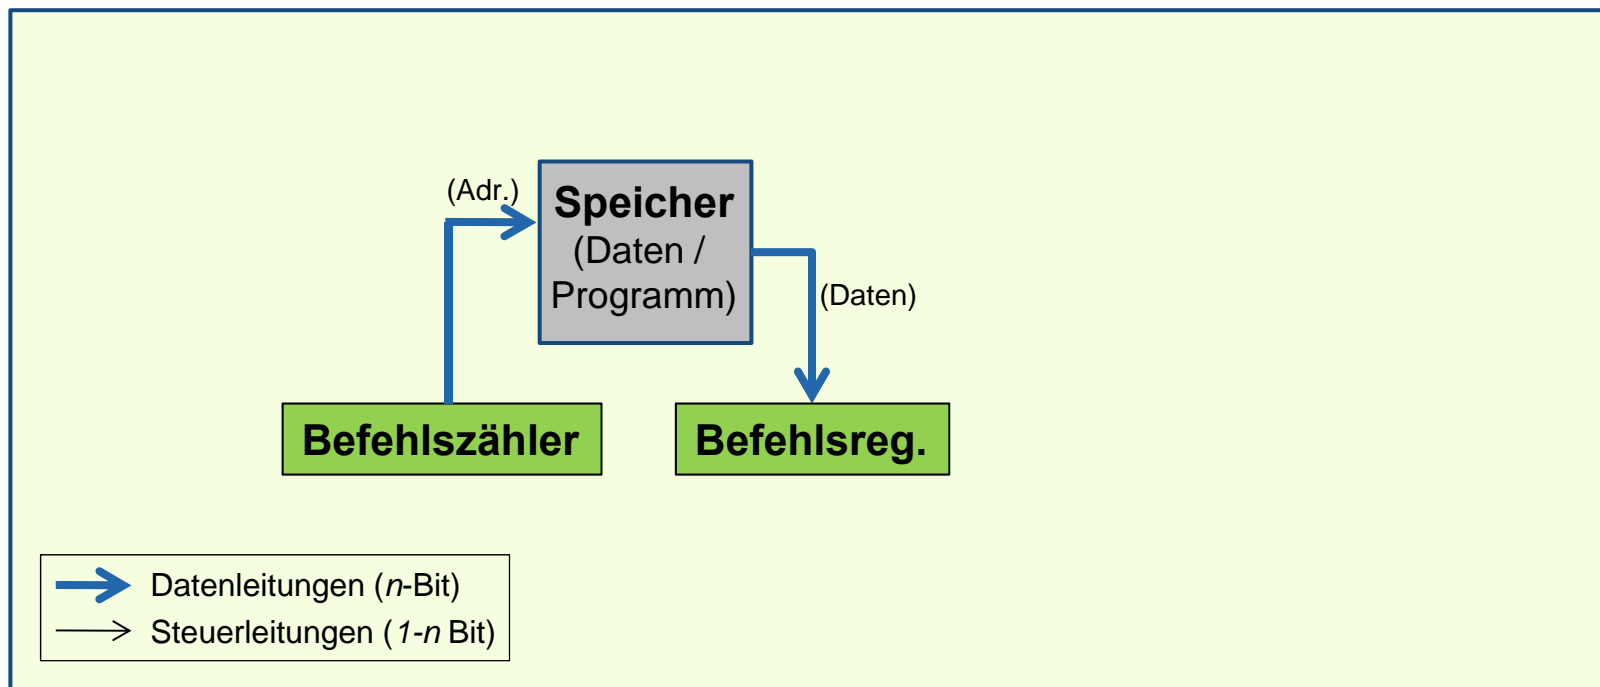 (Adr.)
Speicher
(Daten /
Programm)
(Daten)
Befehlszähler
Befehlsreg.
Datenleitungen (n-Bit)
Steuerleitungen (1-n Bit)